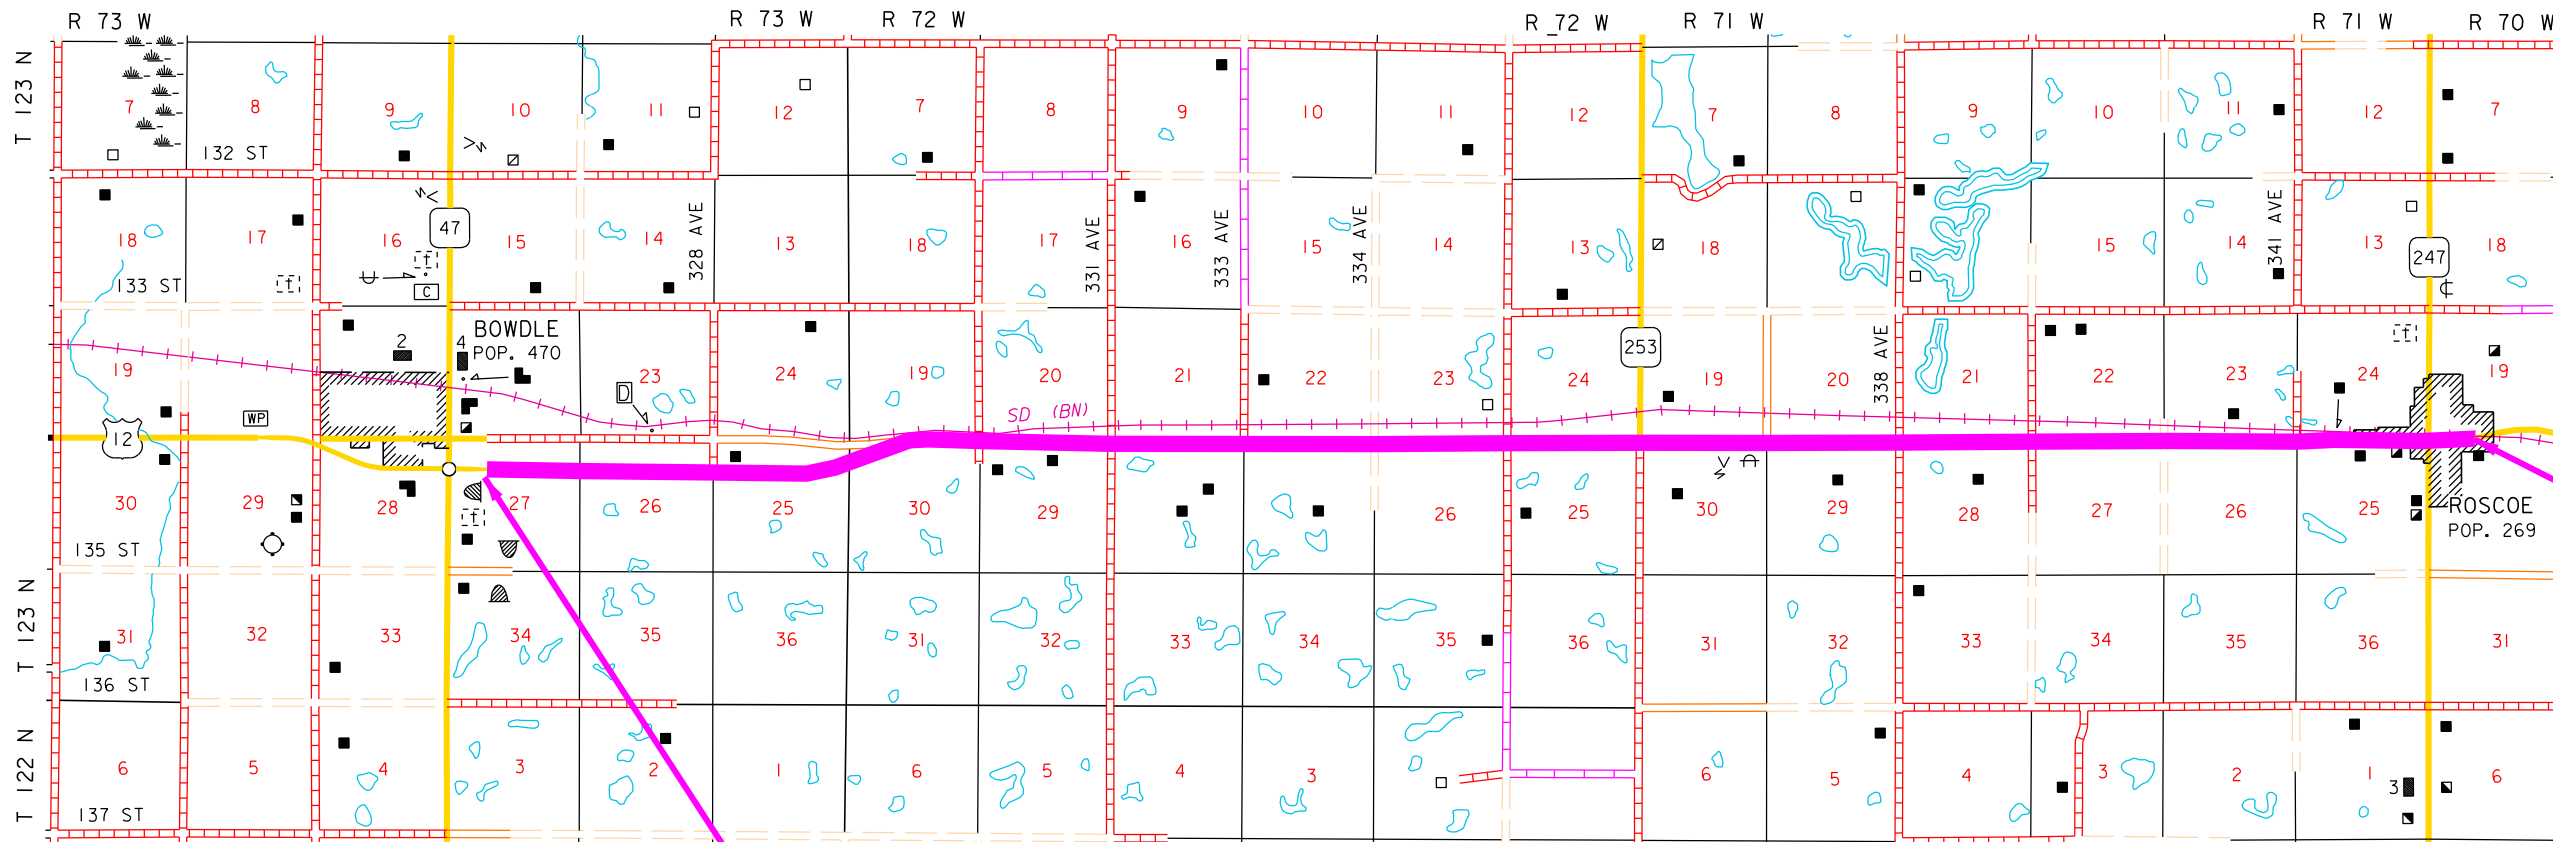 R 73 W R 73 W R 72 W R 72 W R 71 W R 71 W R 70 W
T 123 N
7 8 9 10 11 12 7 8 9 10 11 12 7 8 9 10 11 12 7
132 ST
47
328 AVE
331 AVE
333 AVE
334 AVE
341 AVE
18 17 16 15 14 13 18 17 16 15 14 13 18 15 14 13 18
247
f
f
C
133 ST
BOWDLE
POP. 470
2
4
253
338 AVE
f
19 23 24 19 20 21 22 23 24 19 20 21 22 23 24 19
D
WP
SD (BN)
12
30 29 28 27 26 25 30 29 26 25 30 29 28 27 26 25
f
ROSCOE
POP. 269
135 ST
T 123 N
31 32 33 34 35 36 31 32 33 34 35 36 31 32 33 34 35 36 31
136 ST
T 122 N
6 5 4 3 2 1 6 5 4 3 6 5 4 3 2 1 6
3
137 ST